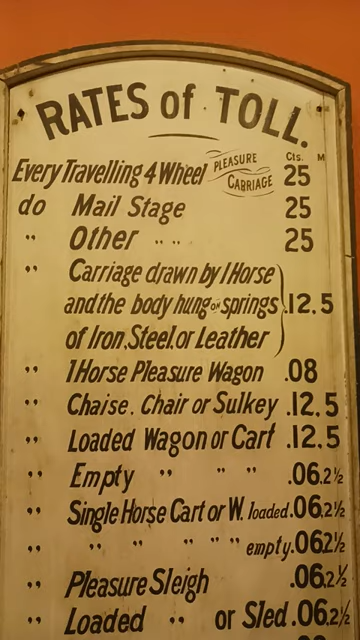 RATES of TOLL.
Cts. M
Every Travelling 4 Wheel PLEASURE CARRIAGE 25
do Mail Stage 25
" Other " " 25
" Carriage drawn by 1 Horse
and the body hung on springs .12.5
of Iron.Steel.or Leather
" 1 Horse Pleasure Wagon .08
" Chaise. Chair or Sulkey .12.5
" Loaded Wagon or Cart .12.5
" Empty " " " .06.2½
" Single Horse Cart or W. loaded .06.2½
" " " " " " empty .06.2½
" Pleasure Sleigh .06.2½
" Loaded " or Sled .06.2½